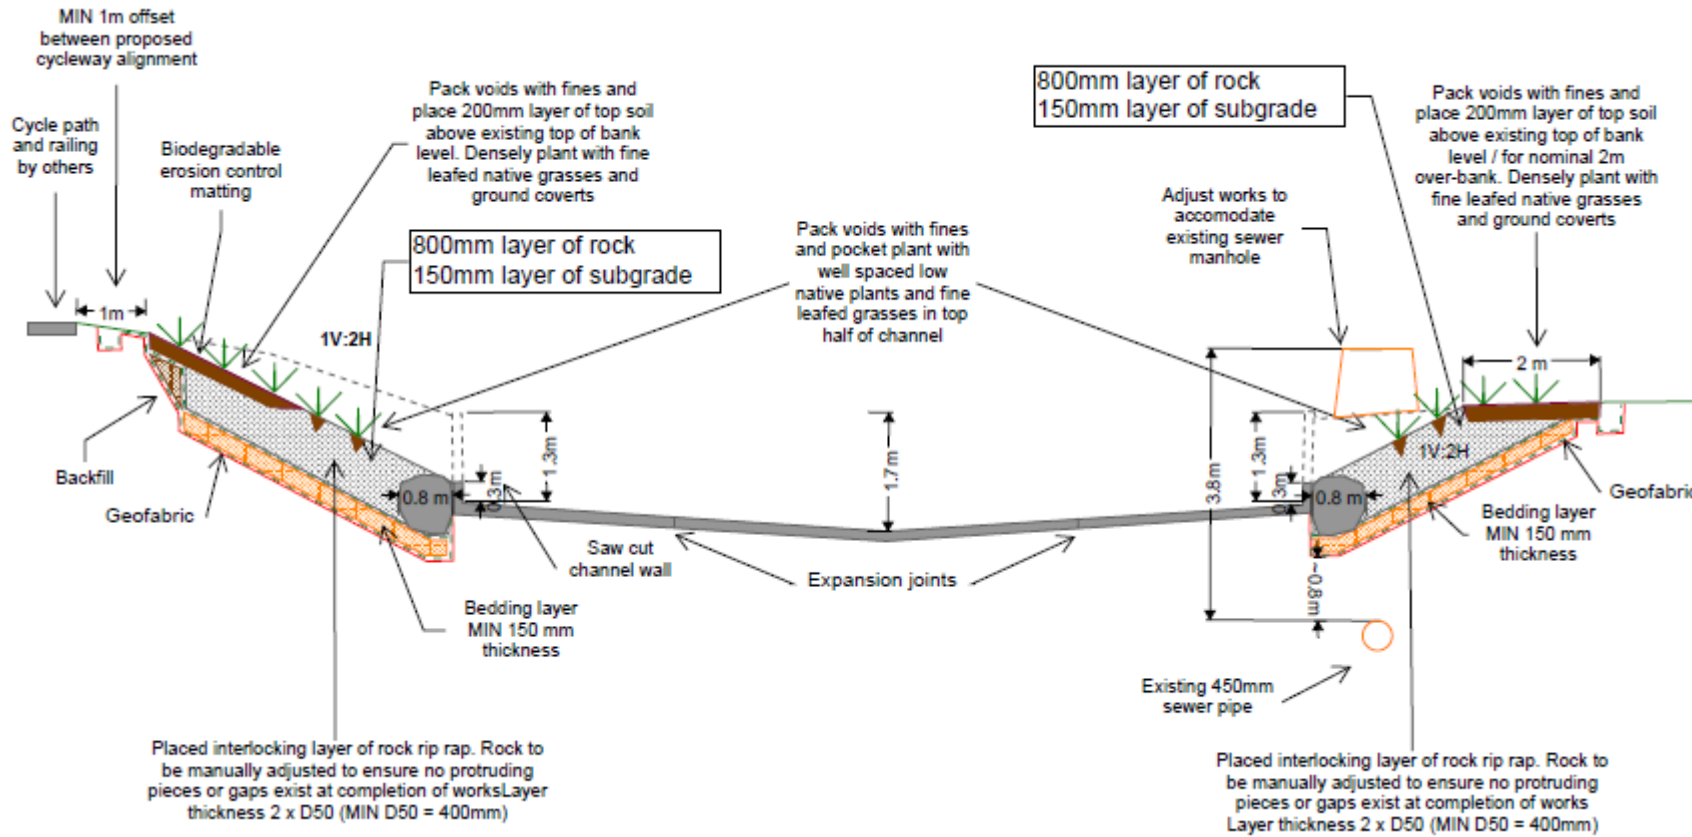 MIN 1m offset
between proposed
cycleway alignment
Cycle path
and railing
by others
Biodegradable
erosion control
matting
Pack voids with fines and
place 200mm layer of top soil
above existing top of bank
level. Densely plant with fine
leafed native grasses and
ground coverts
800mm layer of rock
150mm layer of subgrade
Pack voids with fines
and pocket plant with
well spaced low
native plants and fine
leafed grasses in top
half of channel
800mm layer of rock
150mm layer of subgrade
Adjust works to
accomodate
existing sewer
manhole
Pack voids with fines and
place 200mm layer of top soil
above existing top of bank
level / for nominal 2m
over-bank. Densely plant with
fine leafed native grasses
and ground coverts
1m
1V:2H
2 m
1.3m
0.3m
0.8 m
1.7m
3.8m
1.3m
0.3m
0.8 m
1V:2H
~0.8m
Backfill
Geofabric
Saw cut
channel wall
Expansion joints
Bedding layer
MIN 150 mm
thickness
Geofabric
Bedding layer
MIN 150 mm
thickness
Existing 450mm
sewer pipe
Placed interlocking layer of rock rip rap. Rock to
be manually adjusted to ensure no protruding
pieces or gaps exist at completion of worksLayer
thickness 2 x D50 (MIN D50 = 400mm)
Placed interlocking layer of rock rip rap. Rock to
be manually adjusted to ensure no protruding
pieces or gaps exist at completion of works
Layer thickness 2 x D50 (MIN D50 = 400mm)